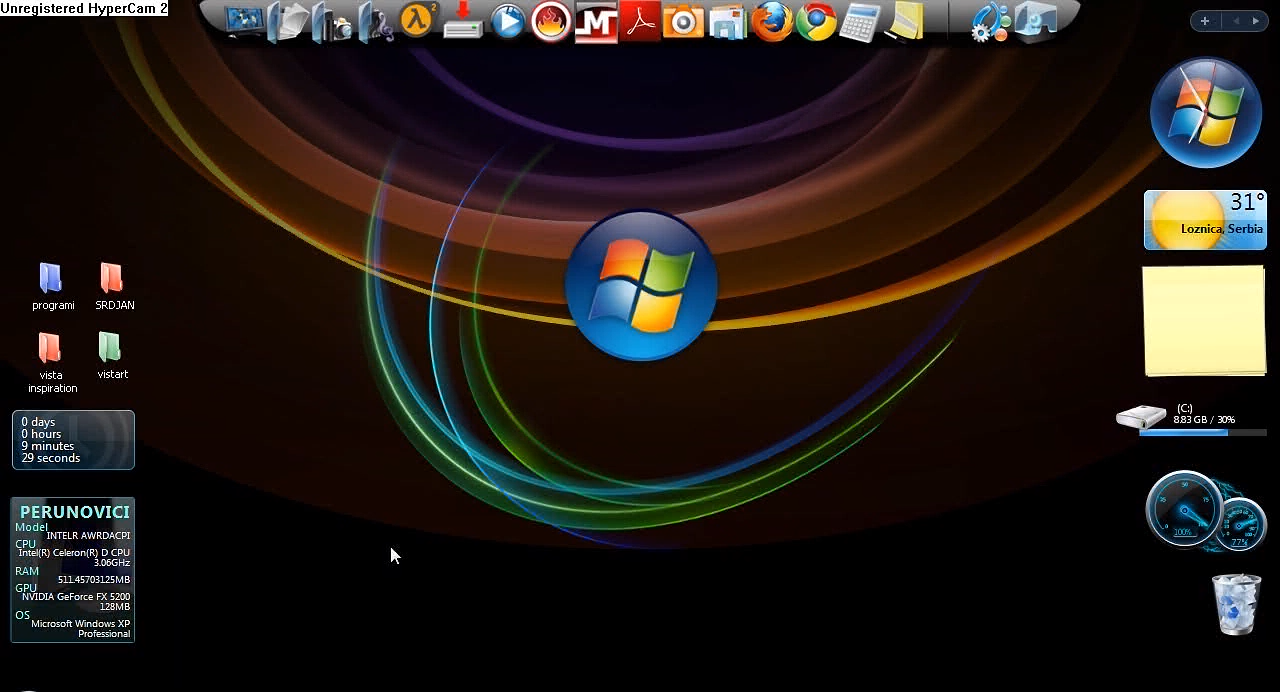 Unregistered HyperCam 2
31°
Loznica, Serbia
programi
SRDJAN
vista inspiration
vistart
0 days
0 hours
9 minutes
29 seconds
(C:)
8.83 GB / 30%
PERUNOVICI
Model
INTELR AWRDACPI
CPU
Intel(R) Celeron(R) D CPU
3.06GHz
RAM
511.45703125MB
GPU
NVIDIA GeForce FX 5200
128MB
OS
Microsoft Windows XP
Professional
100%
77%